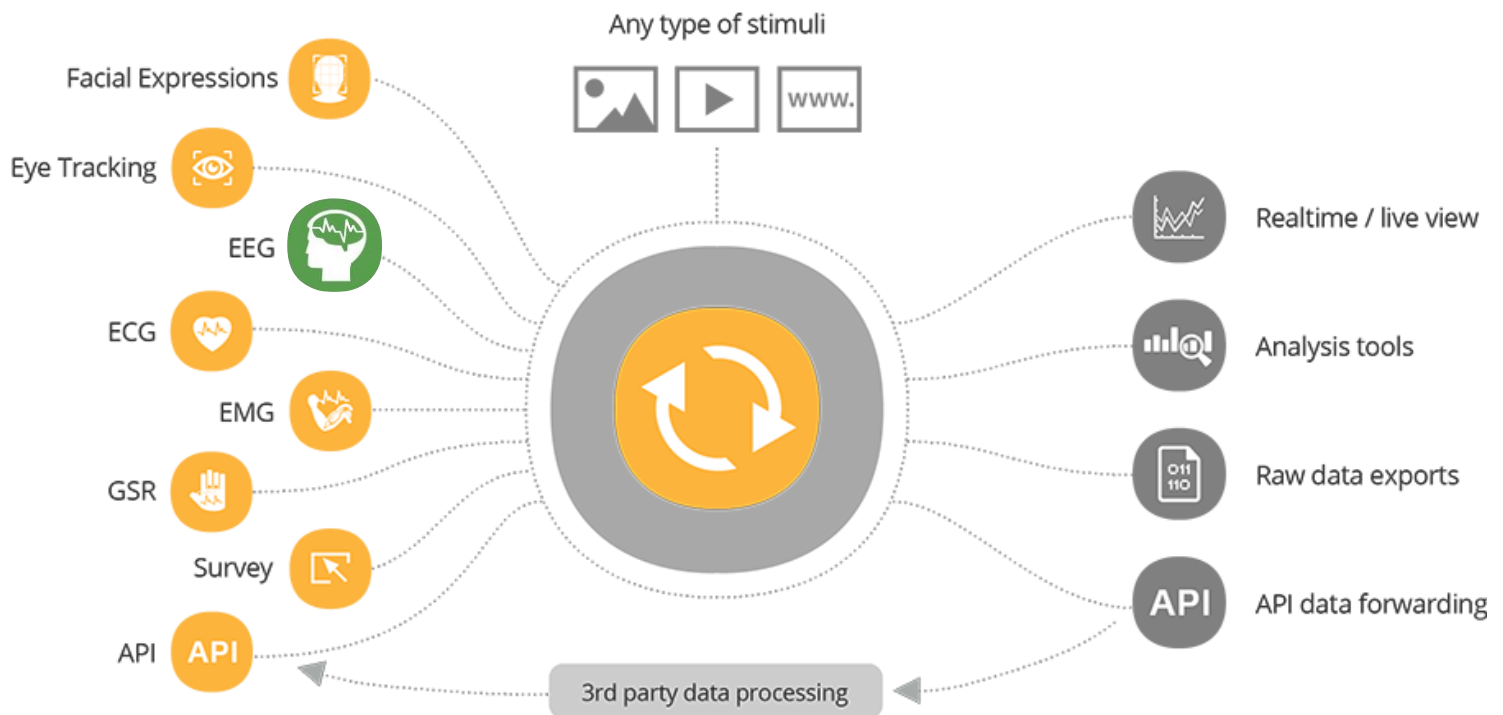 Any type of stimuli
www.
Facial Expressions
Eye Tracking
EEG
ECG
EMG
GSR
Survey
API
API
Realtime / live view
Analysis tools
011
110
Raw data exports
API
API data forwarding
3rd party data processing